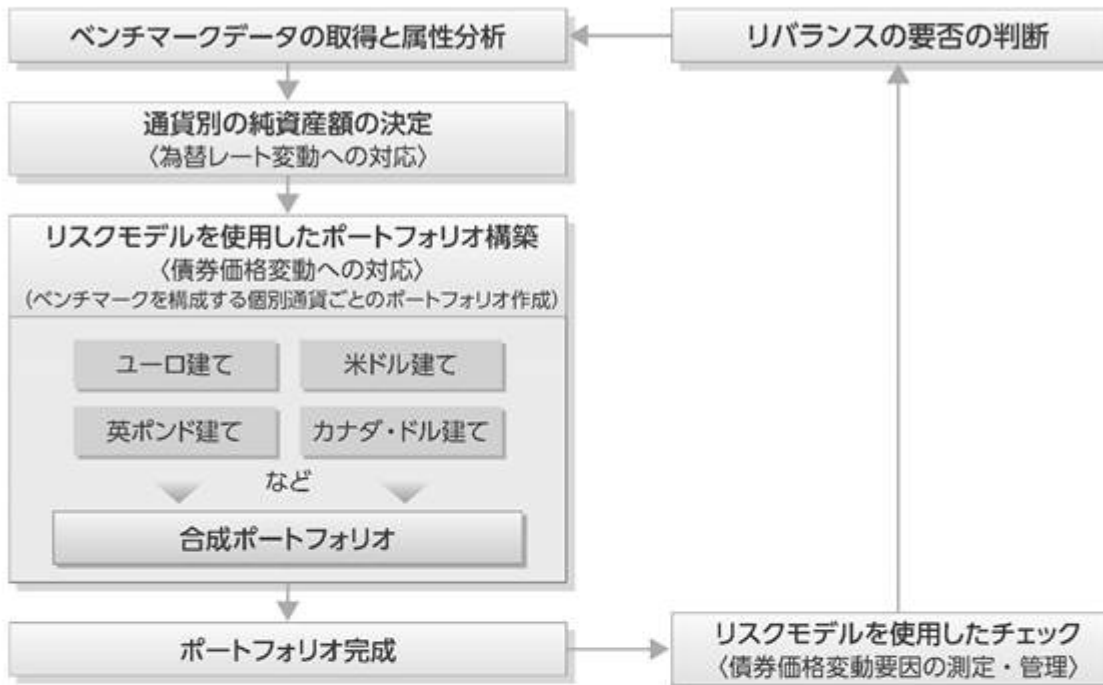 ベンチマークデータの取得と属性分析
リバランスの要否の判断
通貨別の純資産額の決定
〈為替レート変動への対応〉
リスクモデルを使用したポートフォリオ構築
〈債券価格変動への対応〉
(ベンチマークを構成する個別通貨ごとのポートフォリオ作成)
ユーロ建て
米ドル建て
英ポンド建て
カナダ・ドル建て
など
合成ポートフォリオ
ポートフォリオ完成
リスクモデルを使用したチェック
〈債券価格変動要因の測定・管理〉